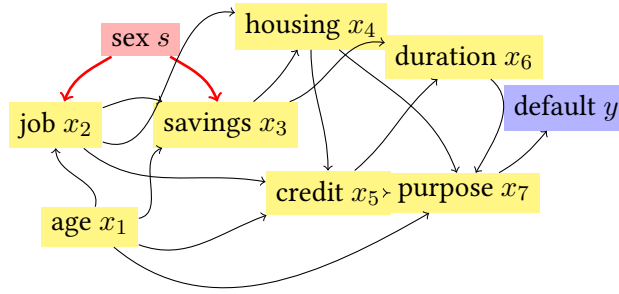 housing x₄
sex s
duration x₆
default y
job x₂
savings x₃
credit x₅
purpose x₇
age x₁